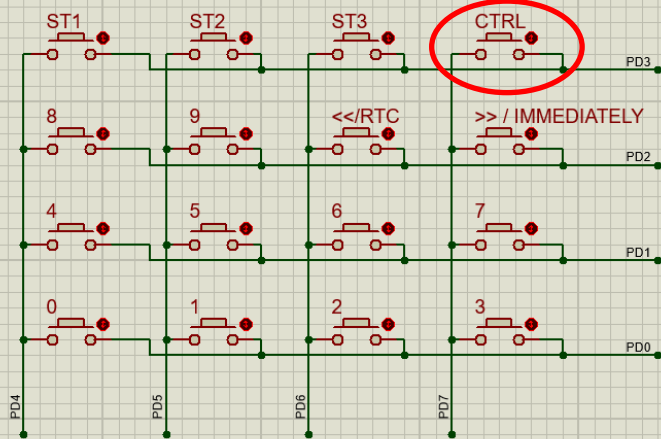 ST1 ST2 ST3 CTRL
PD3
8 9 <</RTC >> / IMMEDIATELY
PD2
4 5 6 7
PD1
0 1 2 3
PD0
PD4 PD5 PD6 PD7